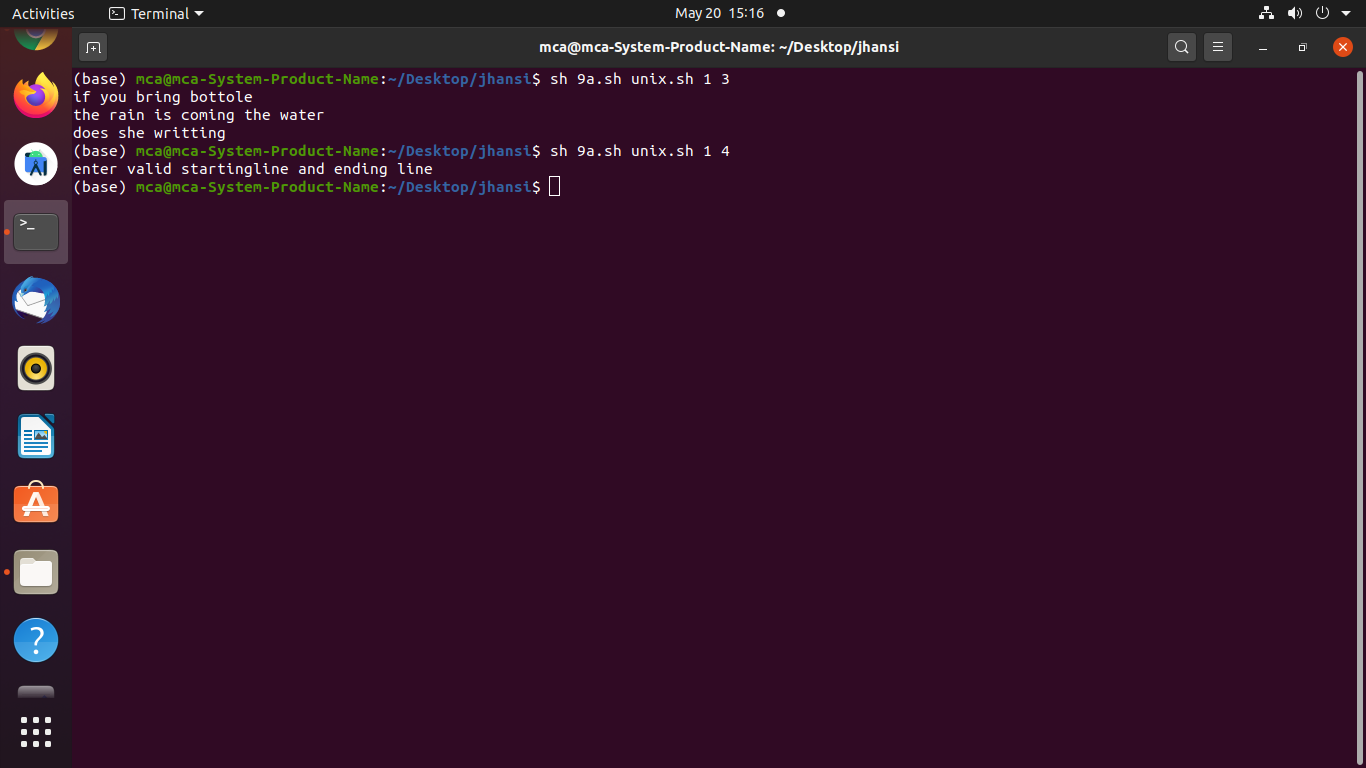 Activities Terminal May 20 15:16
mca@mca-System-Product-Name: ~/Desktop/jhansi
(base) mca@mca-System-Product-Name:~/Desktop/jhansi$ sh 9a.sh unix.sh 1 3
if you bring bottole
the rain is coming the water
does she writting
(base) mca@mca-System-Product-Name:~/Desktop/jhansi$ sh 9a.sh unix.sh 1 4
enter valid startingline and ending line
(base) mca@mca-System-Product-Name:~/Desktop/jhansi$